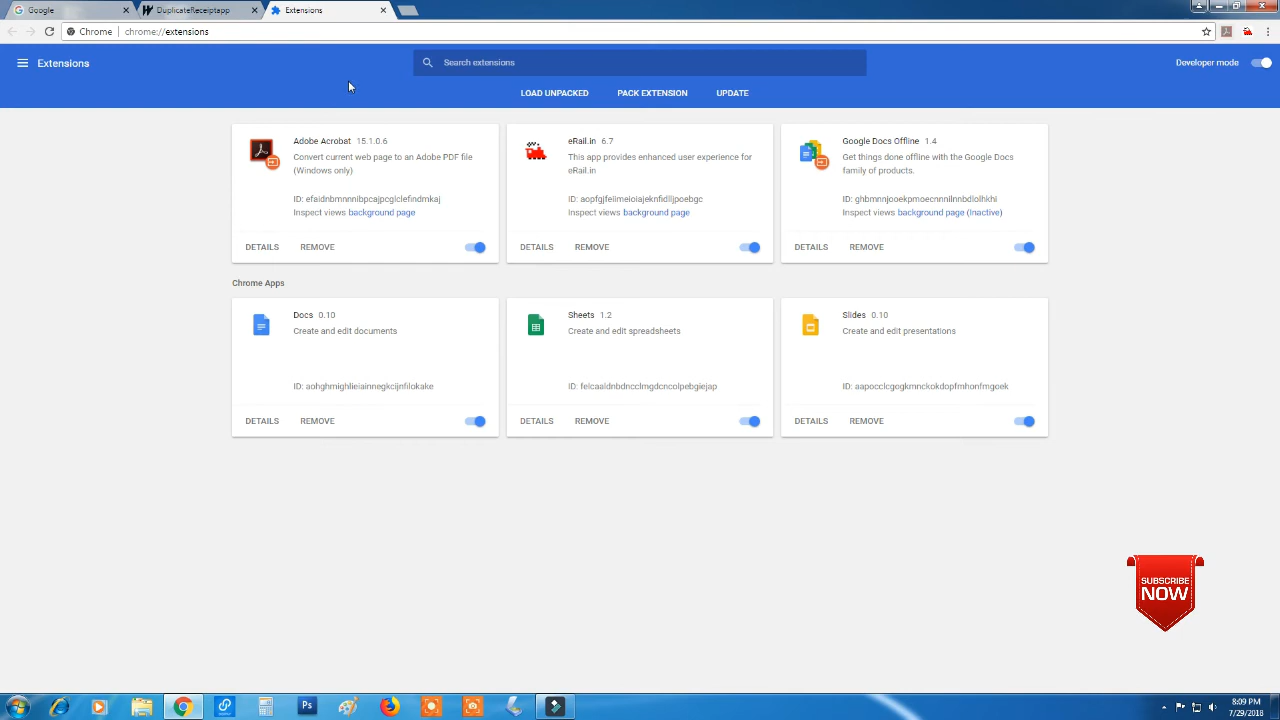 Google
DuplicateReceiptapp
Extensions
Chrome
chrome://extensions
Extensions
Search extensions
Developer mode
LOAD UNPACKED
PACK EXTENSION
UPDATE
Adobe Acrobat 15.1.0.6
Convert current web page to an Adobe PDF file
(Windows only)
ID: efaidnbmnnnibpcajpcglclefindmkaj
Inspect views background page
DETAILS
REMOVE
eRail.in 6.7
This app provides enhanced user experience for
eRail.in
ID: aopfgjfeiimeioiajeknfidlljpoebgc
Inspect views background page
DETAILS
REMOVE
Google Docs Offline 1.4
Get things done offline with the Google Docs
family of products.
ID: ghbmnnjooekpmoecnnnilnnbdlolhkhi
Inspect views background page (Inactive)
DETAILS
REMOVE
Chrome Apps
Docs 0.10
Create and edit documents
ID: aohghmighlieiainnegkcijnfilokake
DETAILS
REMOVE
Sheets 1.2
Create and edit spreadsheets
ID: felcaaldnbdncclmgdcncolpebgiejap
DETAILS
REMOVE
Slides 0.10
Create and edit presentations
ID: aapocclcgogkmnckokdopfmhonfmgoek
DETAILS
REMOVE
SUBSCRIBE
NOW
Ps
8:09 PM
7/29/2018